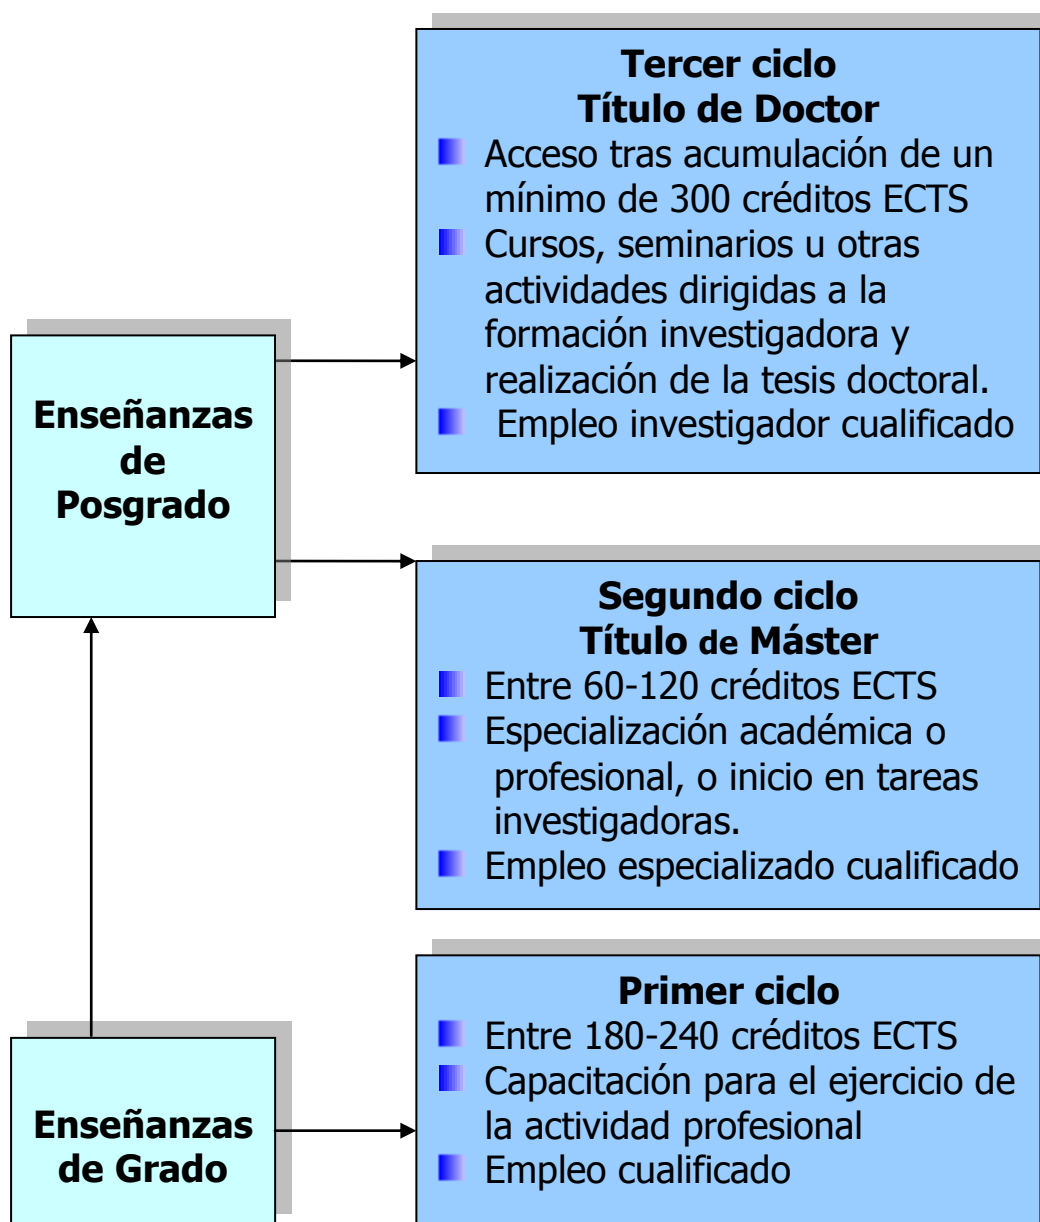 Tercer ciclo
Título de Doctor
Acceso tras acumulación de un
mínimo de 300 créditos ECTS
Cursos, seminarios u otras
actividades dirigidas a la
formación investigadora y
realización de la tesis doctoral.
Empleo investigador cualificado
Enseñanzas
de
Posgrado
Segundo ciclo
Título de Máster
Entre 60-120 créditos ECTS
Especialización académica o
profesional, o inicio en tareas
investigadoras.
Empleo especializado cualificado
Primer ciclo
Entre 180-240 créditos ECTS
Capacitación para el ejercicio de
la actividad profesional
Empleo cualificado
Enseñanzas
de Grado